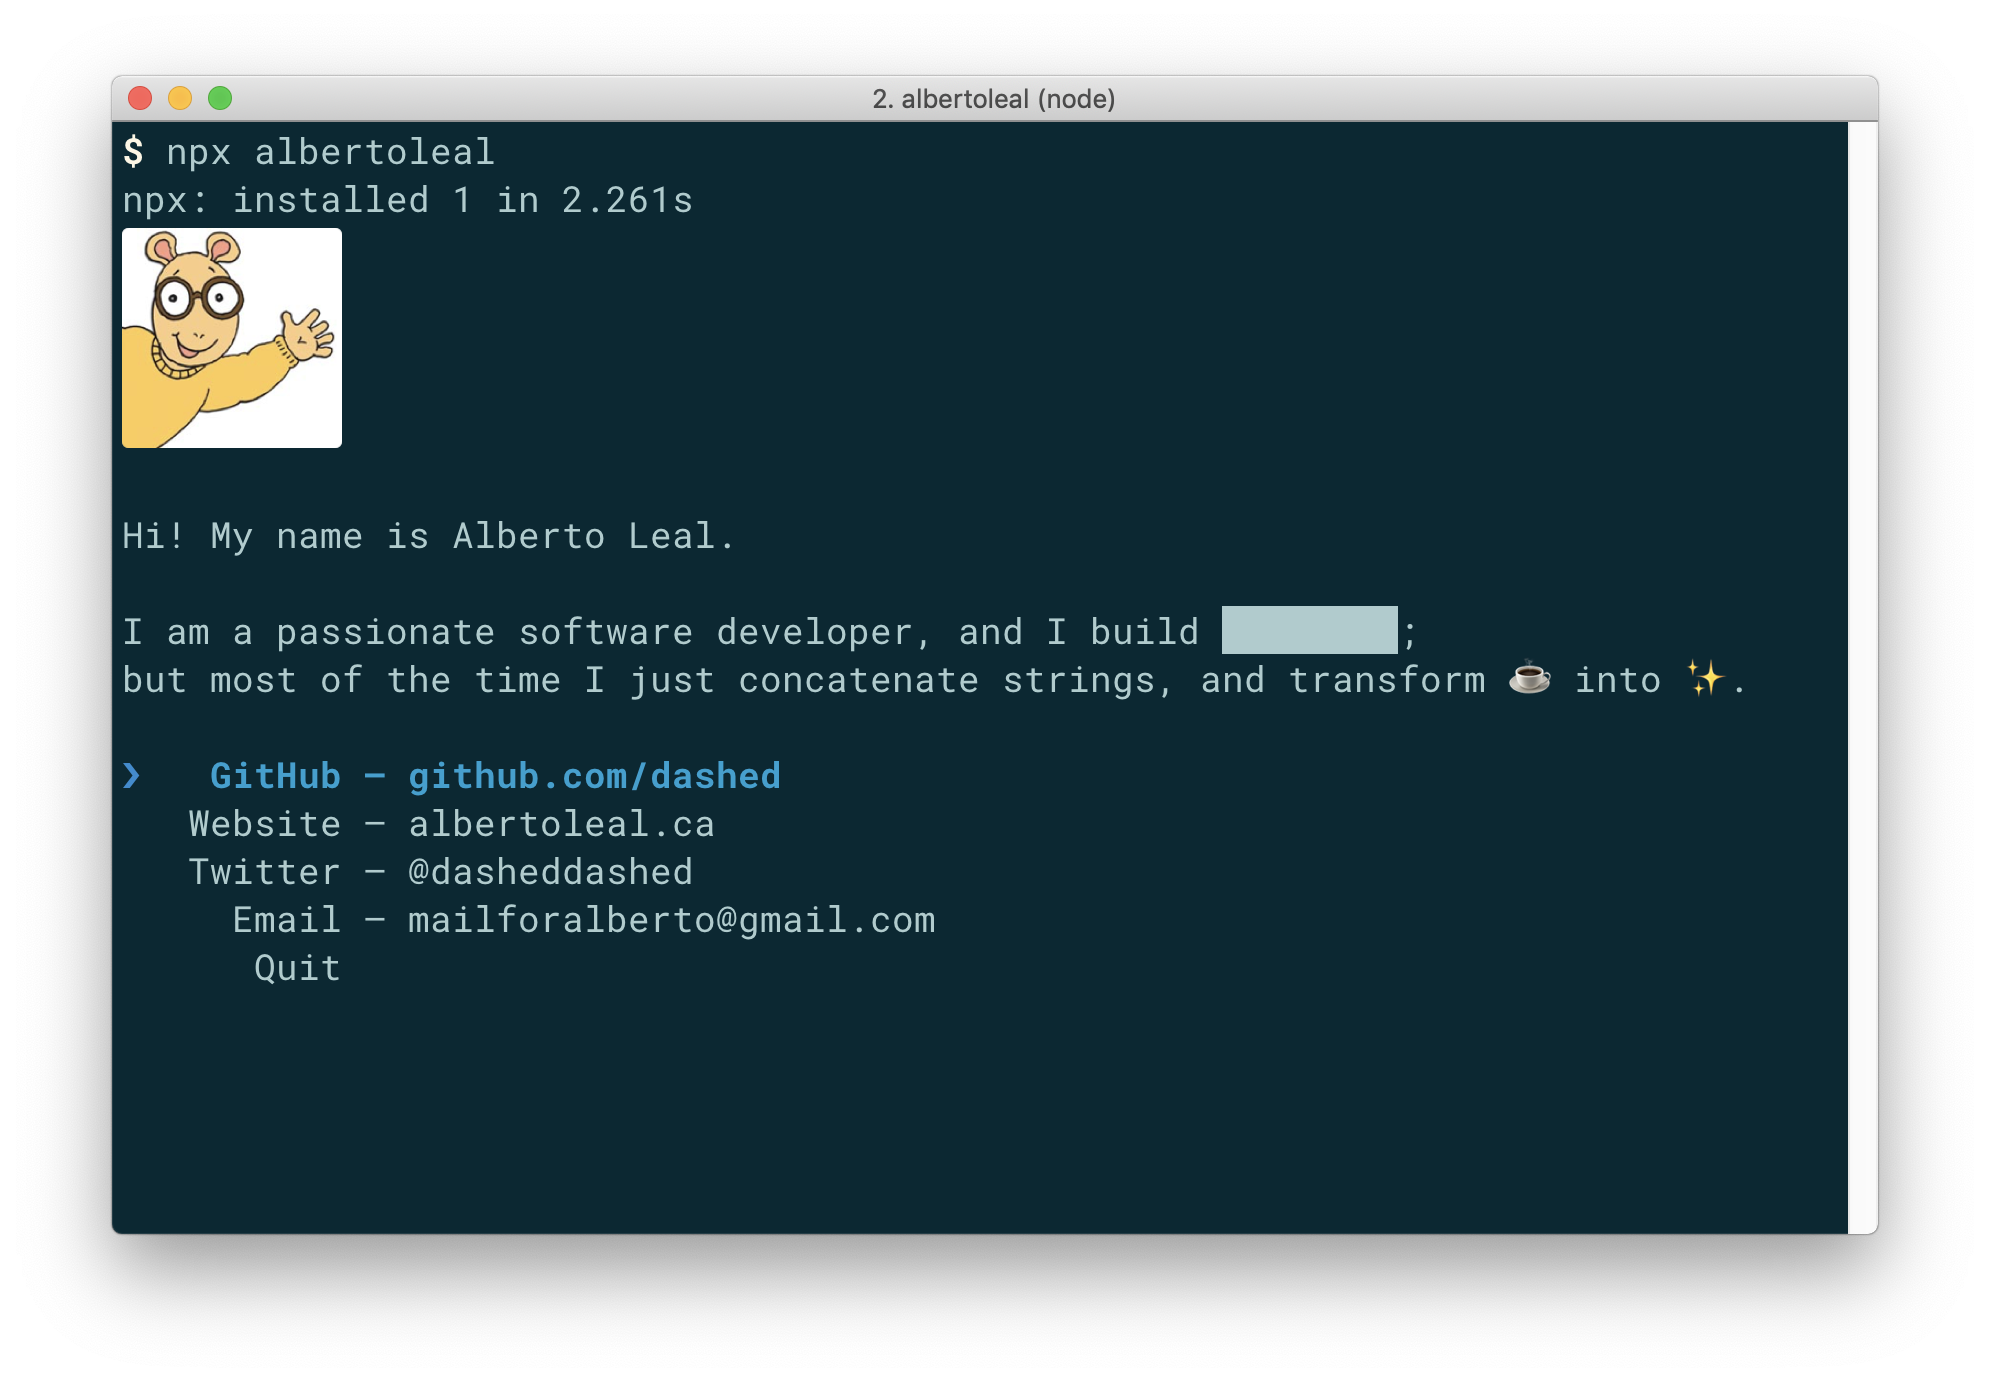 2. albertoleal (node)
$ npx albertoleal
npx: installed 1 in 2.261s
Hi! My name is Alberto Leal.
I am a passionate software developer, and I build ;
but most of the time I just concatenate strings, and transform ☕ into ✨.
❯ GitHub – github.com/dashed
Website – albertoleal.ca
Twitter – @dasheddashed
Email – mailforalberto@gmail.com
Quit